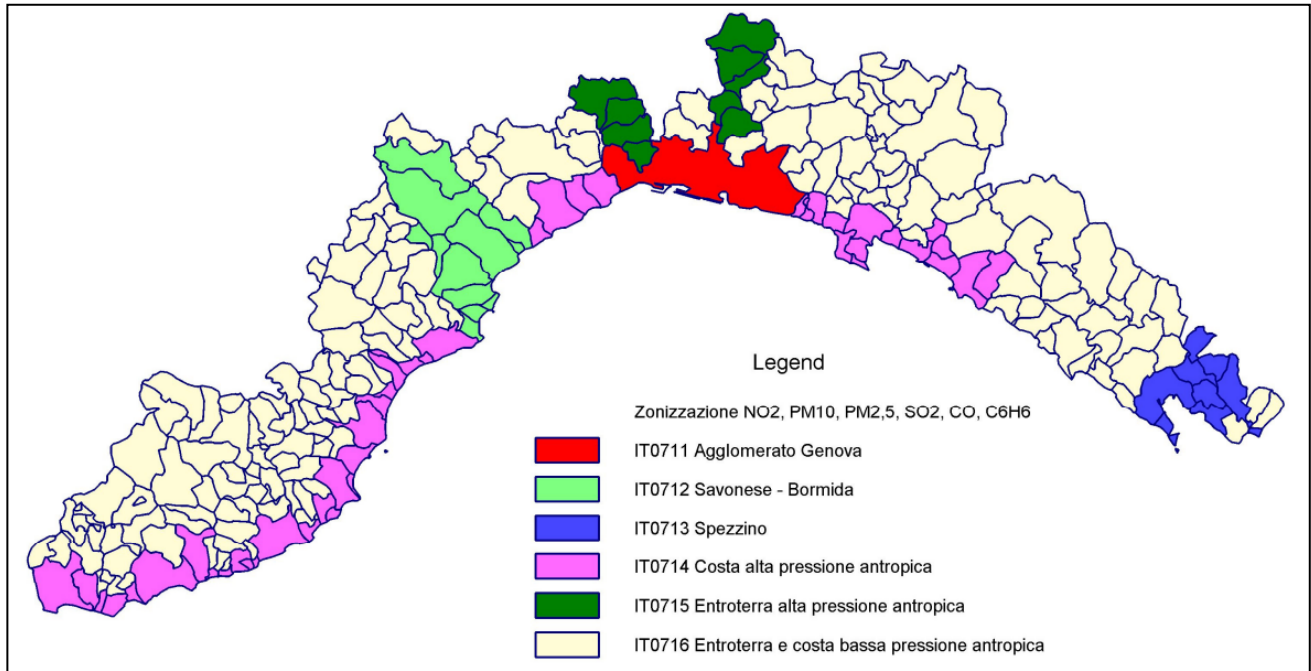 Legend
Zonizzazione NO2, PM10, PM2,5, SO2, CO, C6H6
IT0711 Agglomerato Genova
IT0712 Savonese - Bormida
IT0713 Spezzino
IT0714 Costa alta pressione antropica
IT0715 Entroterra alta pressione antropica
IT0716 Entroterra e costa bassa pressione antropica